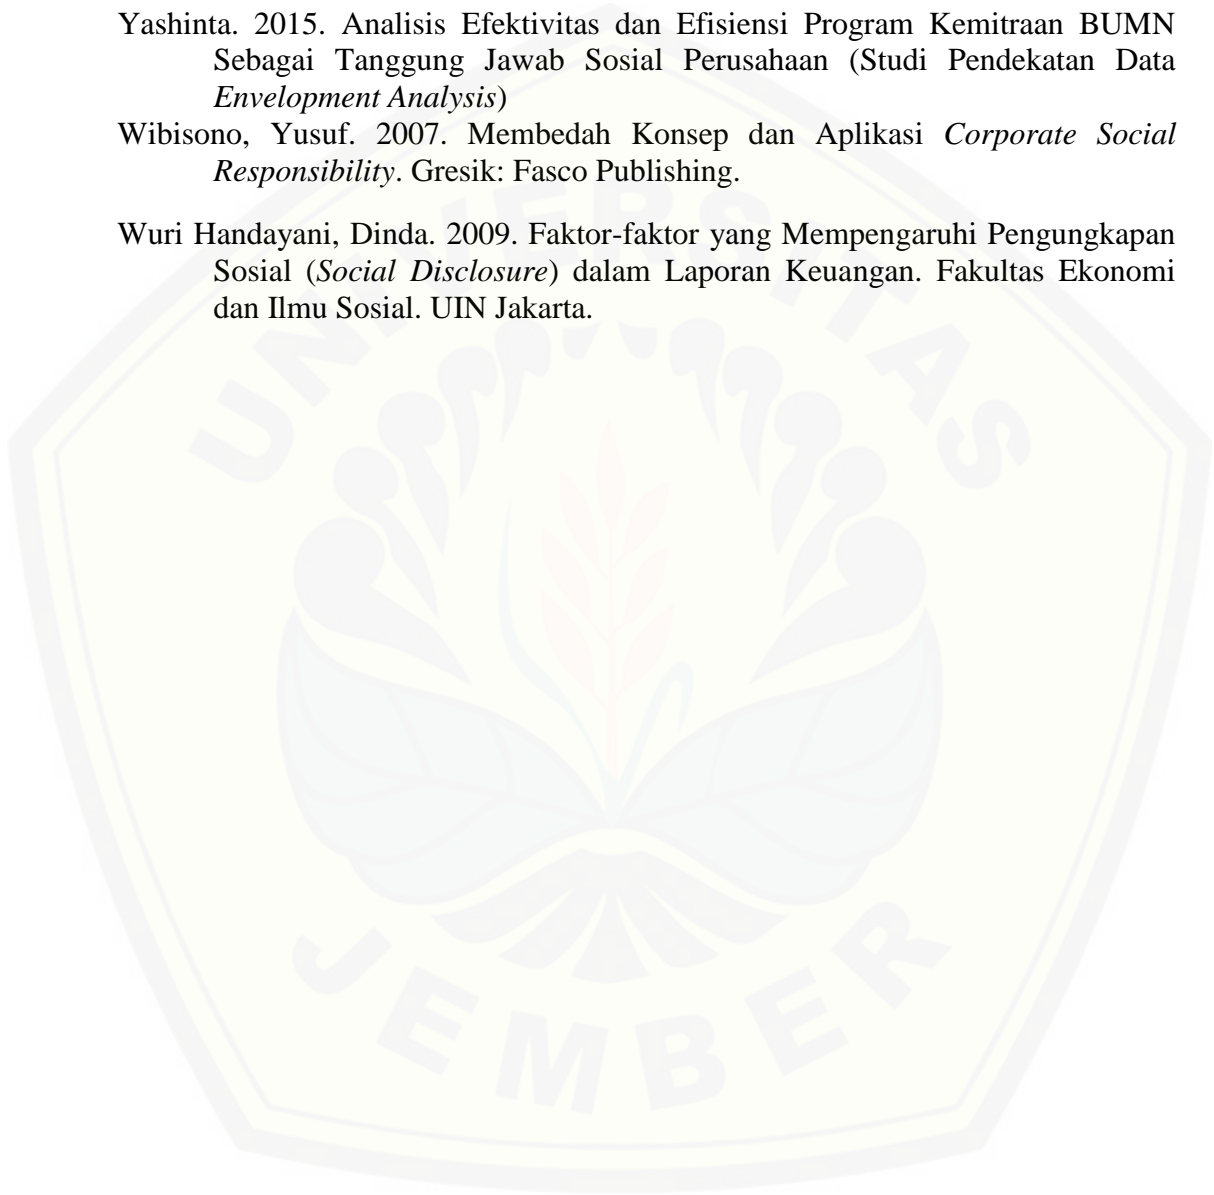 Yashinta. 2015. Analisis Efektivitas dan Efisiensi Program Kemitraan BUMN
Sebagai Tanggung Jawab Sosial Perusahaan (Studi Pendekatan Data
Envelopment Analysis)
Wibisono, Yusuf. 2007. Membedah Konsep dan Aplikasi Corporate Social
Responsibility. Gresik: Fasco Publishing.
Wuri Handayani, Dinda. 2009. Faktor-faktor yang Mempengaruhi Pengungkapan
Sosial (Social Disclosure) dalam Laporan Keuangan. Fakultas Ekonomi
dan Ilmu Sosial. UIN Jakarta.
UNIVERSITAS
JEMBER